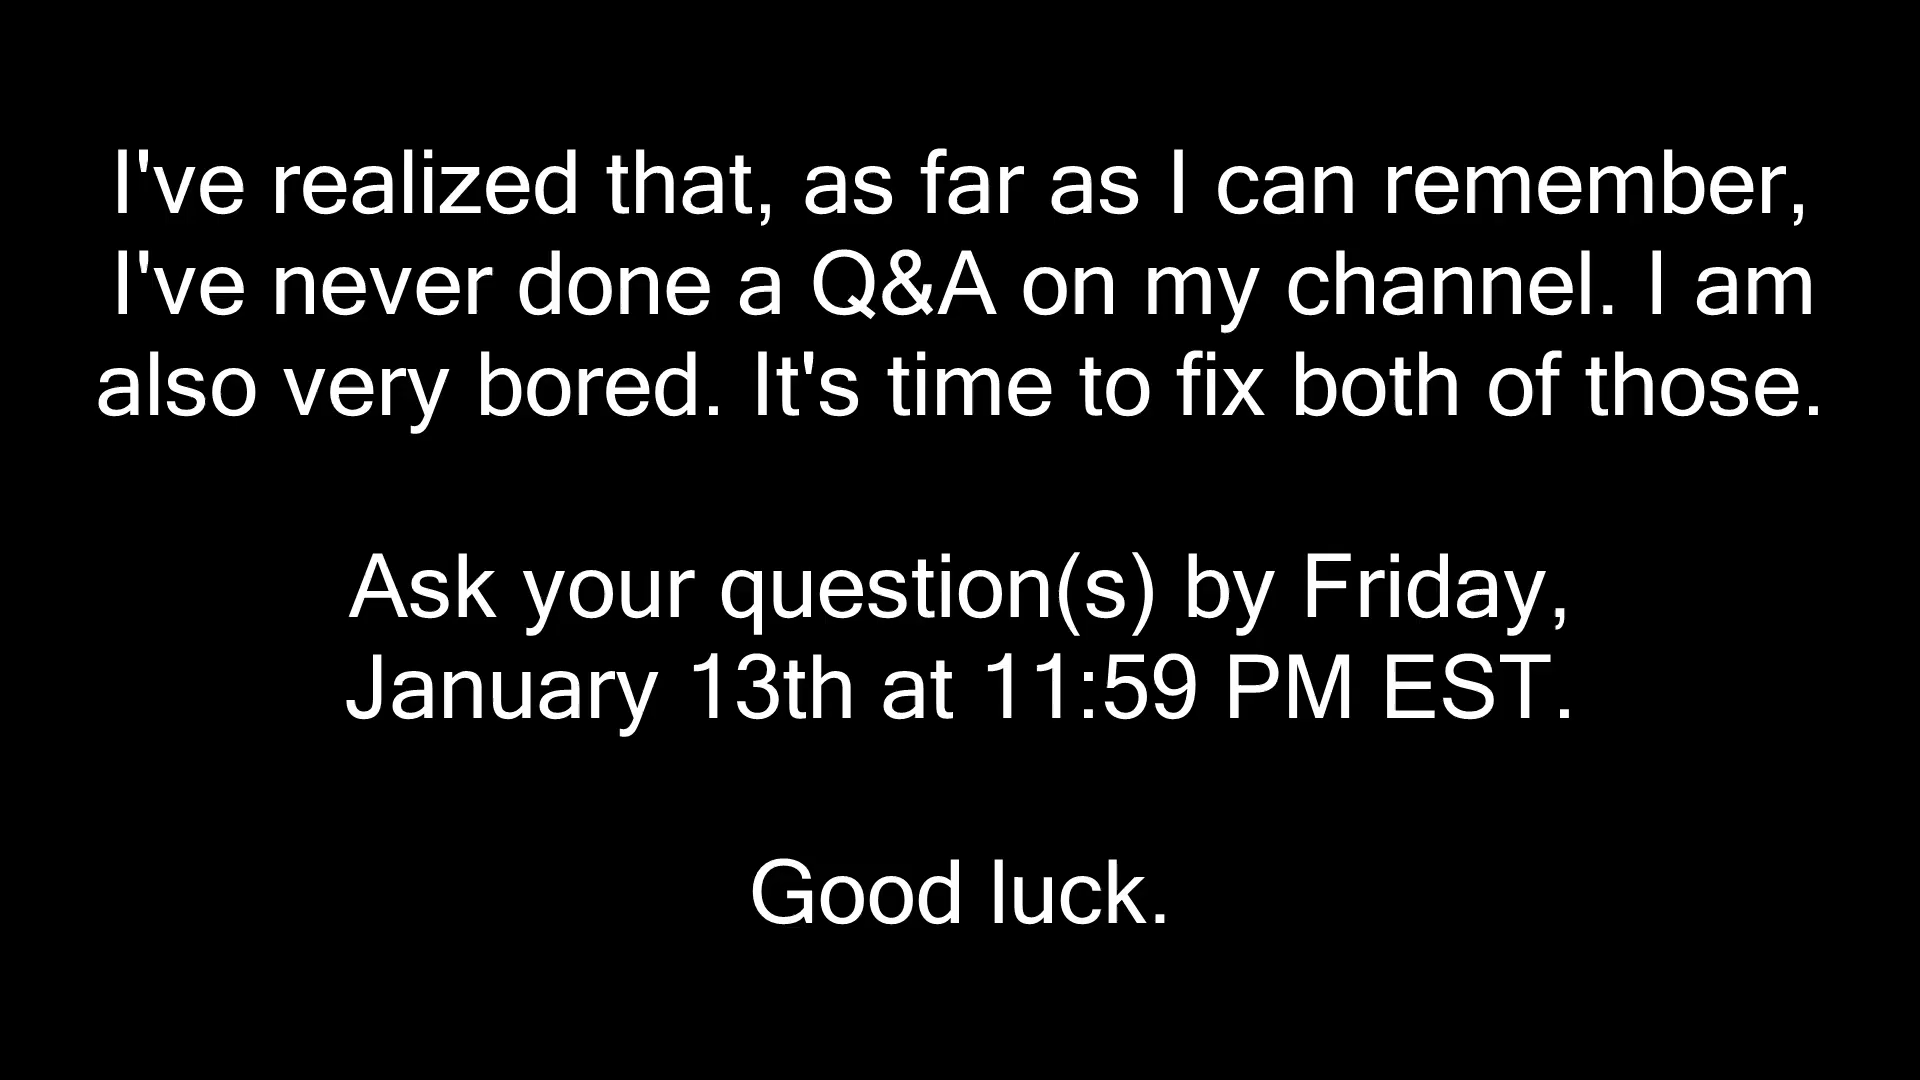 I've realized that, as far as I can remember,
I've never done a Q&A on my channel. I am
also very bored. It's time to fix both of those.
Ask your question(s) by Friday,
January 13th at 11:59 PM EST.
Good luck.